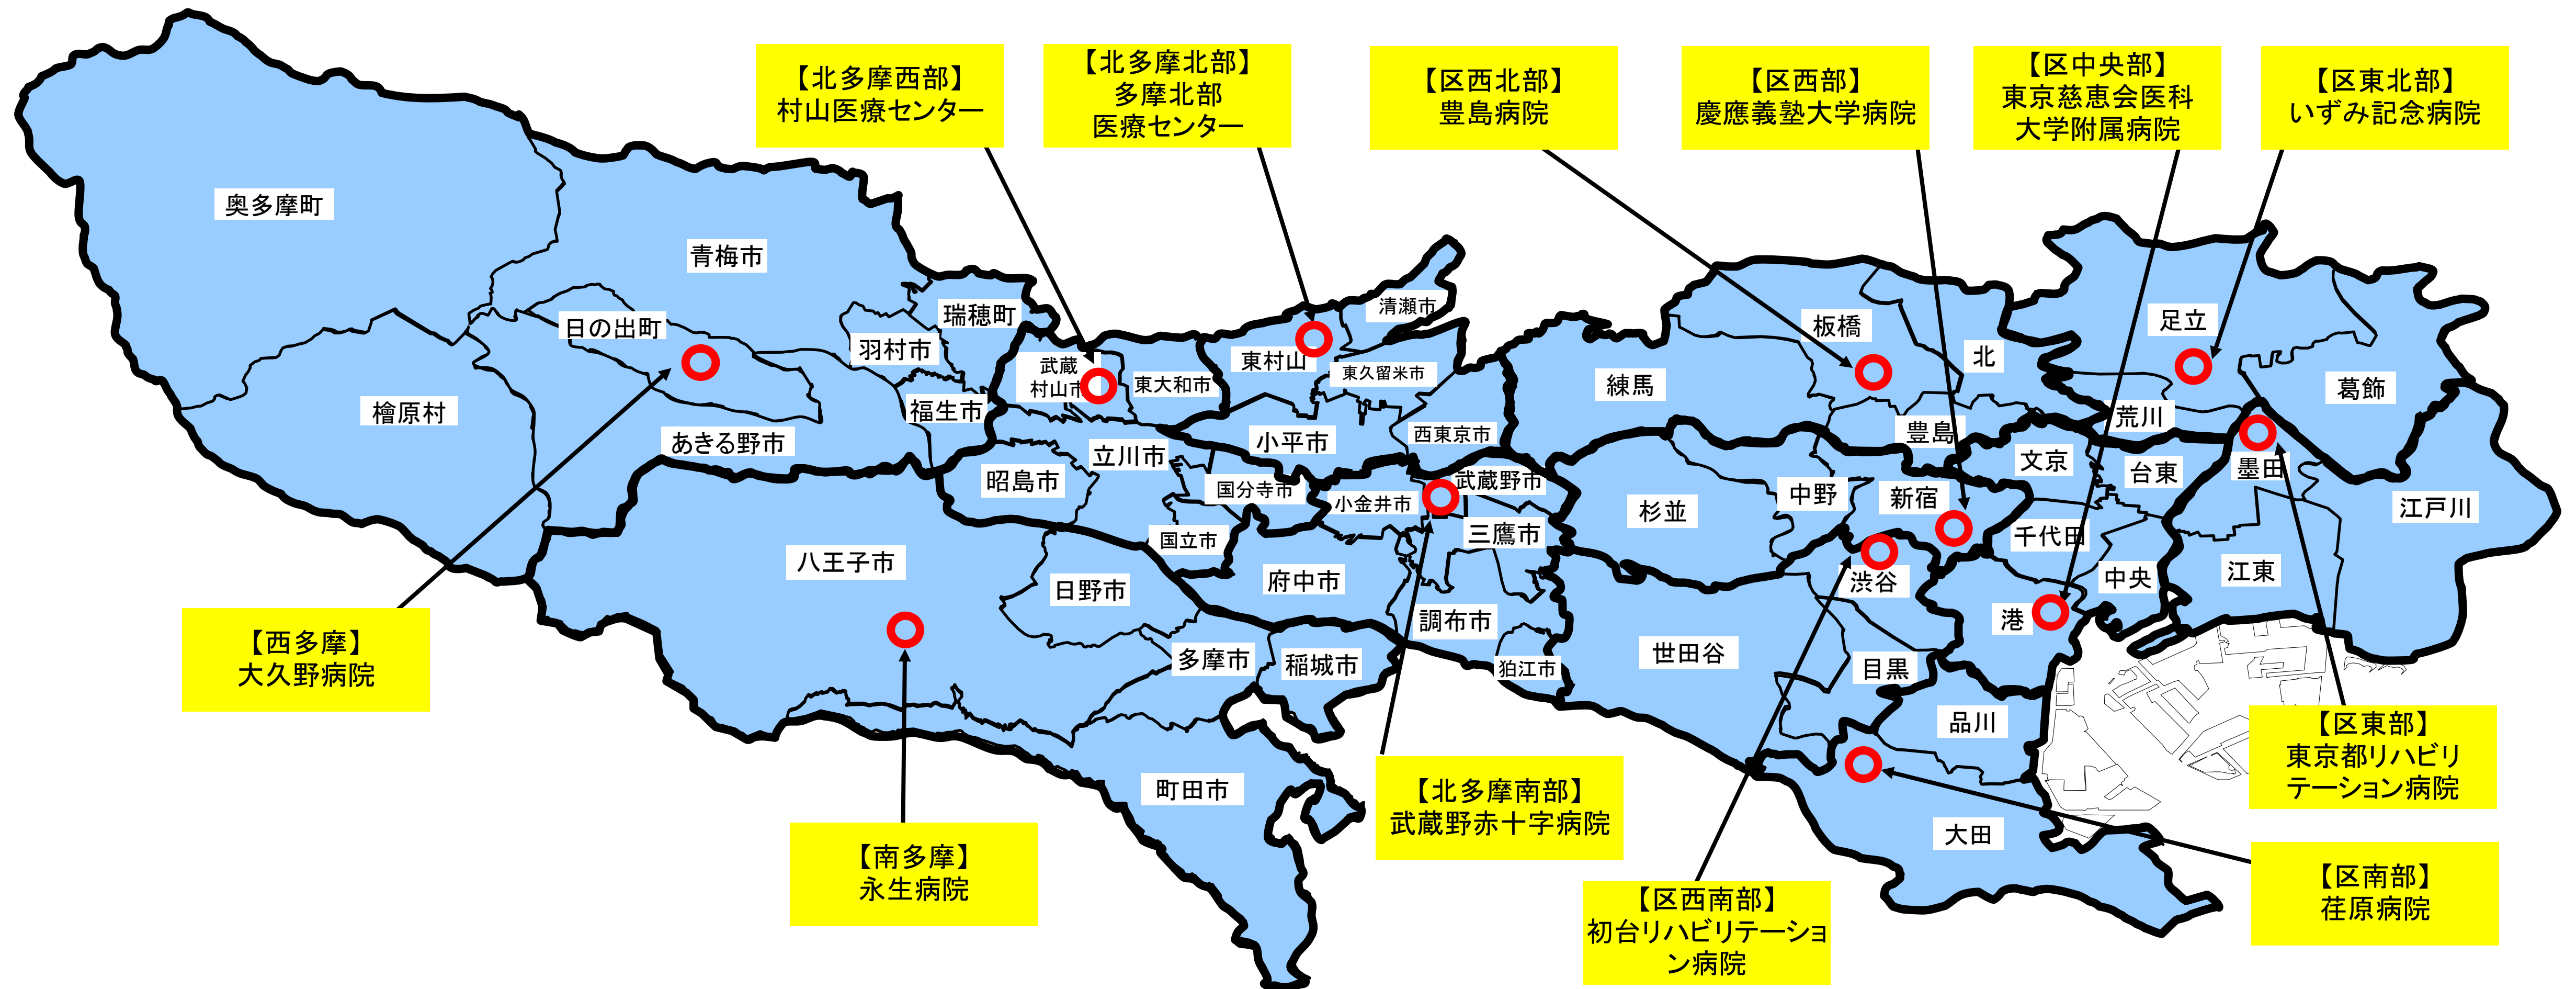 【北多摩西部】
村山医療センター
【北多摩北部】
多摩北部
医療センター
【区西北部】
豊島病院
【区西部】
慶應義塾大学病院
【区中央部】
東京慈恵会医科
大学附属病院
【区東北部】
いずみ記念病院
奥多摩町
青梅市
日の出町
瑞穂町
羽村市
福生市
檜原村
あきる野市
武蔵
村山市
東大和市
東村山
清瀬市
東久留米市
小平市
西東京市
立川市
昭島市
国分寺市
国立市
小金井市
武蔵野市
三鷹市
府中市
調布市
狛江市
八王子市
日野市
多摩市
稲城市
町田市
練馬
板橋
北
豊島
足立
荒川
葛飾
文京
台東
墨田
江戸川
杉並
中野
新宿
千代田
中央
江東
渋谷
港
世田谷
目黒
品川
大田
【西多摩】
大久野病院
【南多摩】
永生病院
【北多摩南部】
武蔵野赤十字病院
【区西南部】
初台リハビリテーショ
ン病院
【区東部】
東京都リハビリ
テーション病院
【区南部】
荏原病院